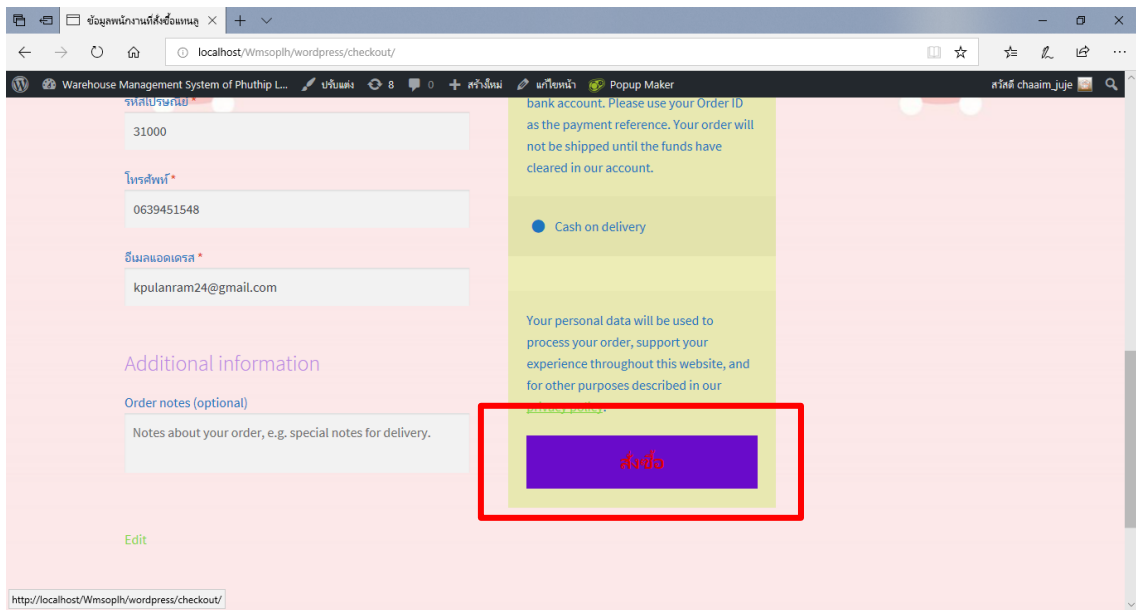 ข้อมูลพนักงานที่สั่งซื้อแทนลู
localhost/Wmsoplh/wordpress/checkout/
Warehouse Management System of Phuthip L... ปรับแต่ง 8 0 สร้างใหม่ แก้ไขหน้า Popup Maker สวัสดี chaaim_juje
รหัสไปรษณีย์ *
31000
โทรศัพท์ *
0639451548
อีเมลแอดเดรส *
kpulanram24@gmail.com
Additional information
Order notes (optional)
Notes about your order, e.g. special notes for delivery.
Edit
bank account. Please use your Order ID
as the payment reference. Your order will
not be shipped until the funds have
cleared in our account.
Cash on delivery
Your personal data will be used to
process your order, support your
experience throughout this website, and
for other purposes described in our
privacy policy.
สั่งซื้อ
http://localhost/Wmsoplh/wordpress/checkout/